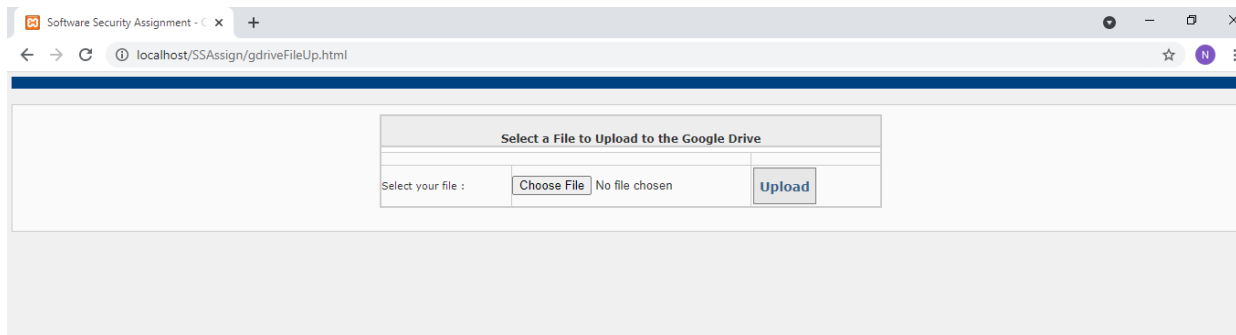 Software Security Assignment - C
localhost/SSAssign/gdriveFileUp.html
N
Select a File to Upload to the Google Drive
Select your file :
Choose File No file chosen
Upload